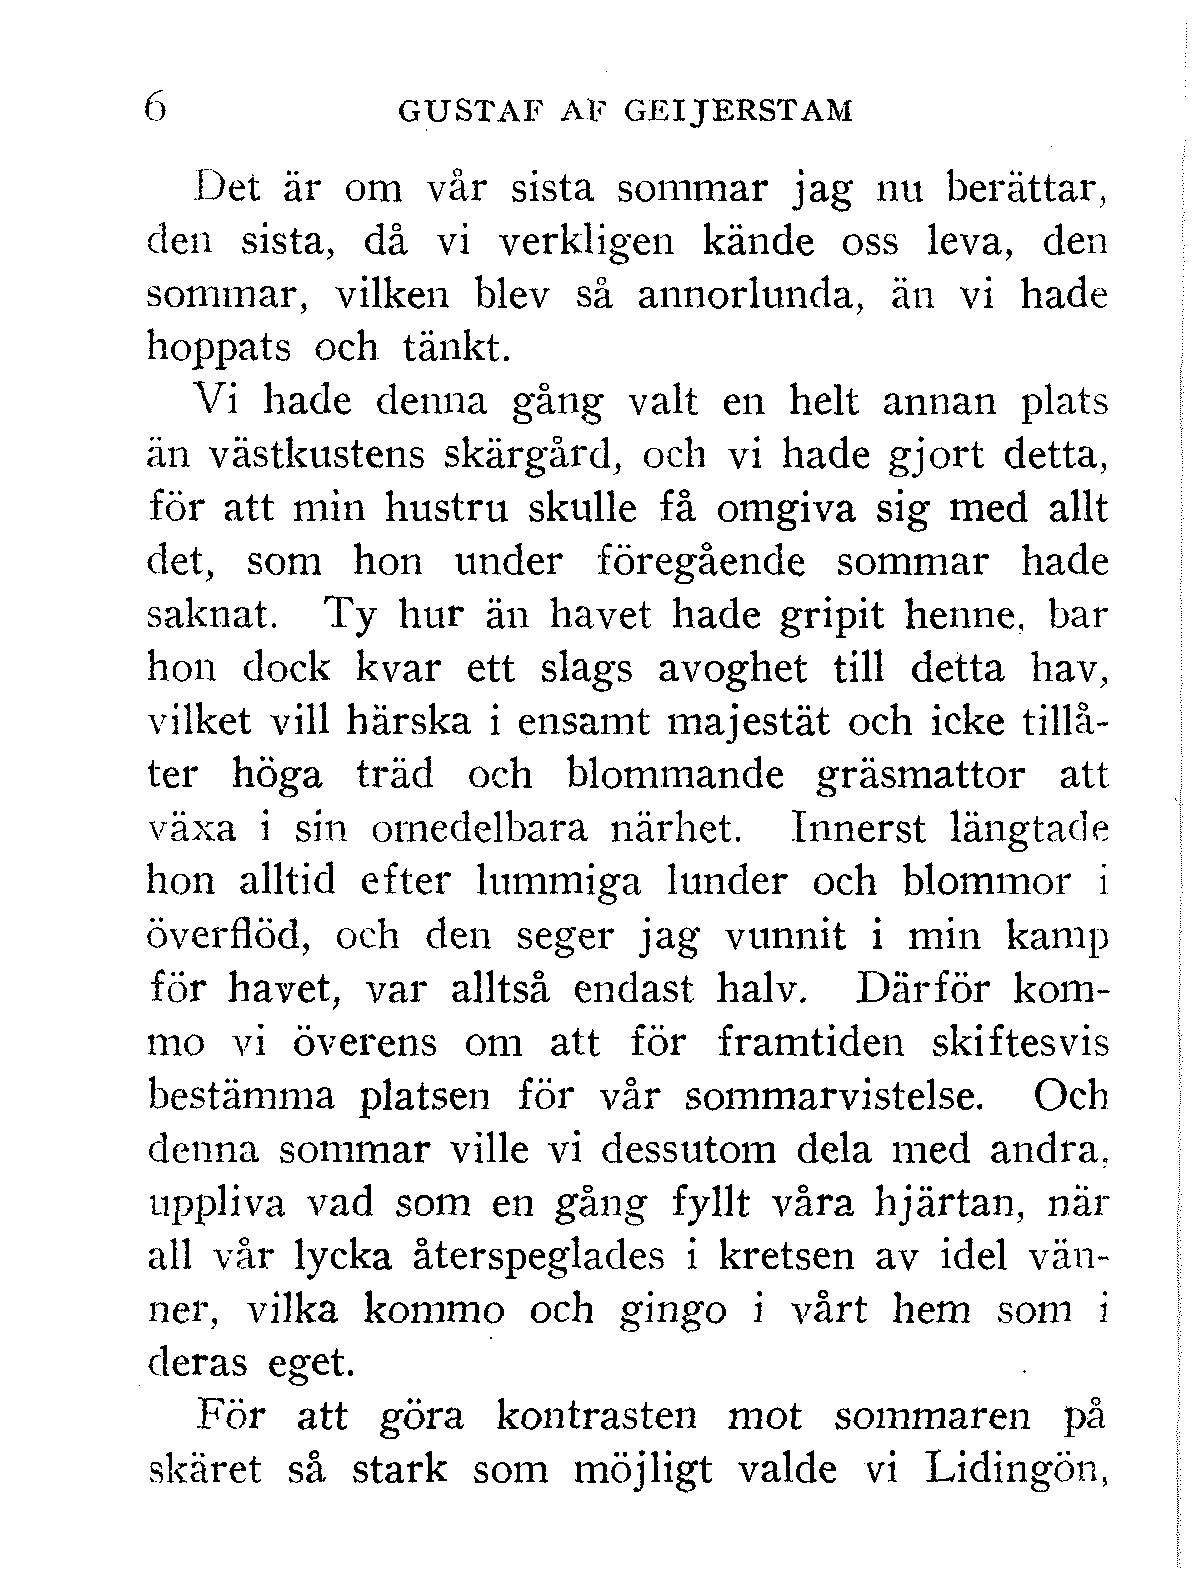 6 GUSTAF AF GEIJERSTAM
Det är om vår sista sommar jag nu berättar,
den sista, då vi verkligen kände oss leva, den
sommar, vilken blev så annorlunda, än vi hade
hoppats och tänkt.
Vi hade denna gång valt en helt annan plats
än västkustens skärgård, och vi hade gjort detta,
för att min hustru skulle få omgiva sig med allt
det, som hon under föregående sommar hade
saknat. Ty hur än havet hade gripit henne, bar
hon dock kvar ett slags avoghet till detta hav,
vilket vill härska i ensamt majestät och icke tillå-
ter höga träd och blommande gräsmattor att
växa i sin omedelbara närhet. Innerst längtade
hon alltid efter lummiga lunder och blommor i
överflöd, och den seger jag vunnit i min kamp
för havet, var alltså endast halv. Därför kom-
mo vi överens om att för framtiden skiftesvis
bestämma platsen för vår sommarvistelse. Och
denna sommar ville vi dessutom dela med andra,
uppliva vad som en gång fyllt våra hjärtan, när
all vår lycka återspeglades i kretsen av idel vän-
ner, vilka kommo och gingo i vårt hem som i
deras eget.
För att göra kontrasten mot sommaren på
skäret så stark som möjligt valde vi Lidingön,